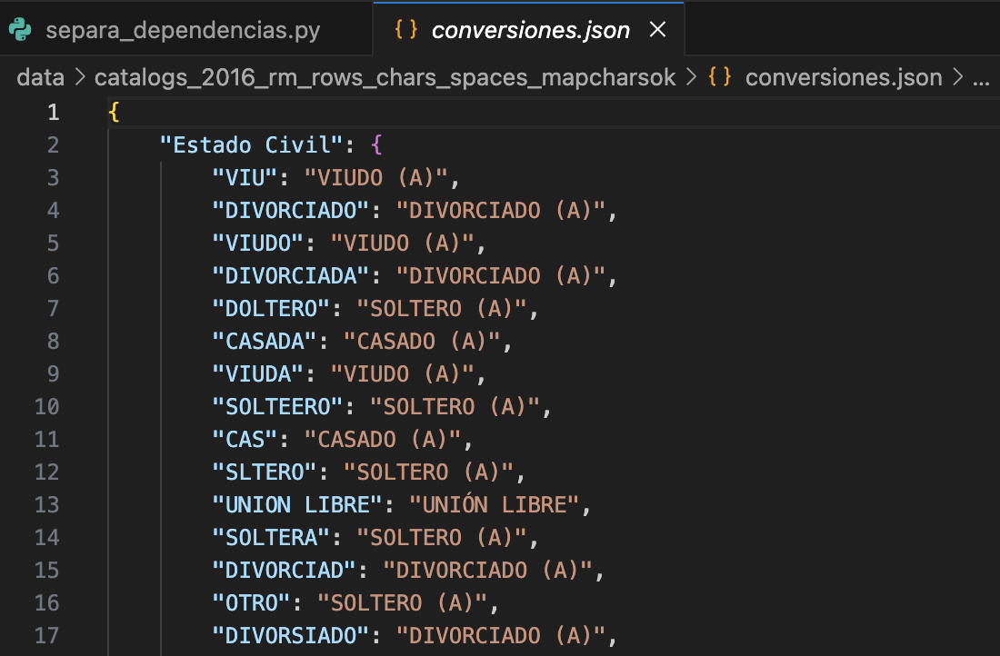 separa_dependencias.py {} conversiones.json ×
data > catalogs_2016_rm_rows_chars_spaces_mapcharsok > {} conversiones.json > ...
1 {
2 "Estado Civil": {
3 "VIU": "VIUDO (A)",
4 "DIVORCIADO": "DIVORCIADO (A)",
5 "VIUDO": "VIUDO (A)",
6 "DIVORCIADA": "DIVORCIADO (A)",
7 "DOLTERO": "SOLTERO (A)",
8 "CASADA": "CASADO (A)",
9 "VIUDA": "VIUDO (A)",
10 "SOLTEERO": "SOLTERO (A)",
11 "CAS": "CASADO (A)",
12 "SLTERO": "SOLTERO (A)",
13 "UNION LIBRE": "UNIÓN LIBRE",
14 "SOLTERA": "SOLTERO (A)",
15 "DIVORCIAD": "DIVORCIADO (A)",
16 "OTRO": "SOLTERO (A)",
17 "DIVORSIADO": "DIVORCIADO (A)",